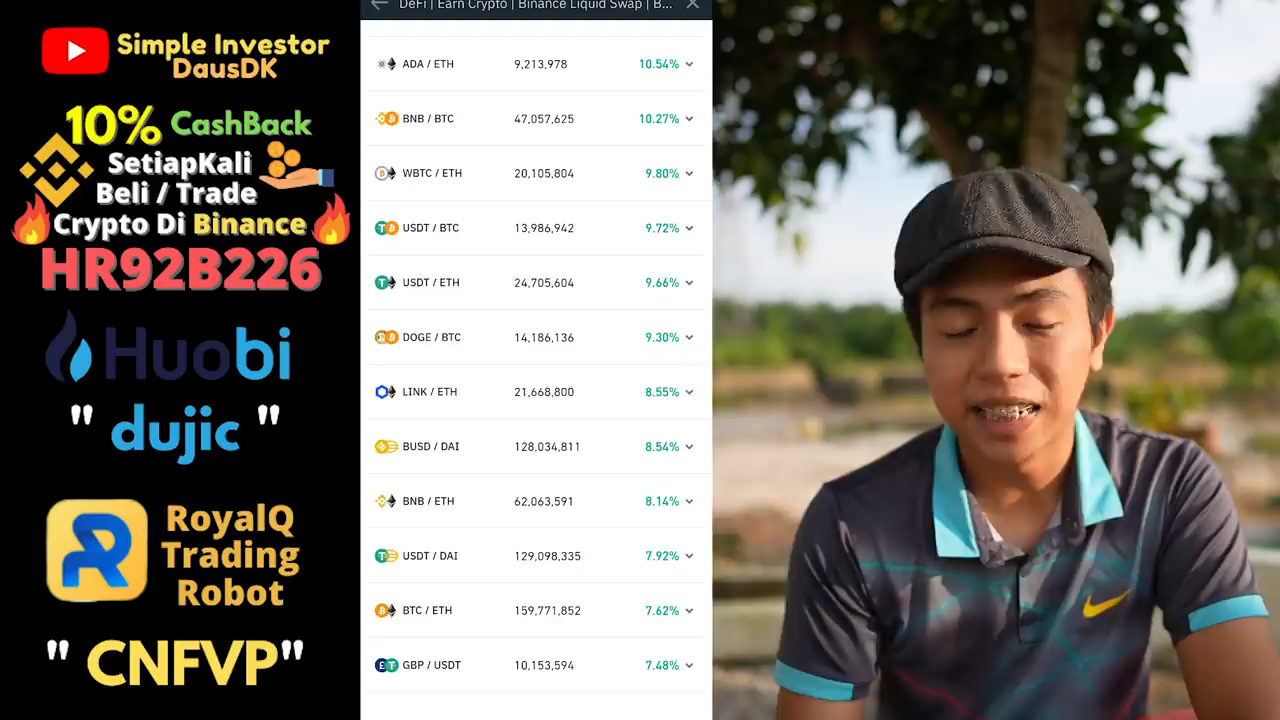 Simple Investor
DausDK
10% CashBack
SetiapKali
Beli / Trade
Crypto Di Binance
HR92B226
Huobi
" dujic "
RoyalQ
Trading
Robot
" CNFVP"
DeFi | Earn Crypto | Binance Liquid Swap | B...
ADA / ETH 9,213,978 10.54%
BNB / BTC 47,057,625 10.27%
WBTC / ETH 20,105,804 9.80%
USDT / BTC 13,986,942 9.72%
USDT / ETH 24,705,604 9.66%
DOGE / BTC 14,186,136 9.30%
LINK / ETH 21,668,800 8.55%
BUSD / DAI 128,034,811 8.54%
BNB / ETH 62,063,591 8.14%
USDT / DAI 129,098,335 7.92%
BTC / ETH 159,771,852 7.62%
GBP / USDT 10,153,594 7.48%